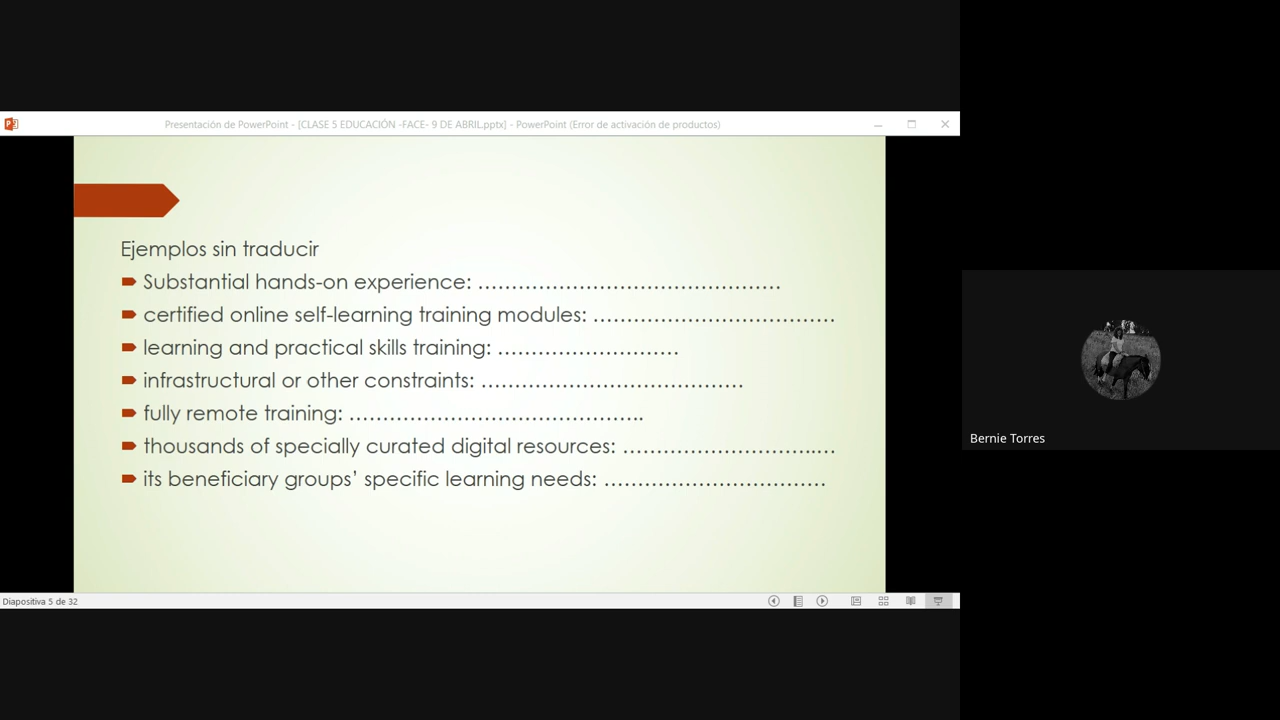 Presentación de PowerPoint - [CLASE 5 EDUCACIÓN -FACE- 9 DE ABRIL.pptx] - PowerPoint (Error de activación de productos)
Ejemplos sin traducir
Substantial hands-on experience: ………………………………………
certified online self-learning training modules: ………………………………
learning and practical skills training: ………………………
infrastructural or other constraints: …………………………………
fully remote training: ……………………………………..
thousands of specially curated digital resources: ………………………..…..
its beneficiary groups’ specific learning needs: ……………………………
Bernie Torres
Diapositiva 5 de 32